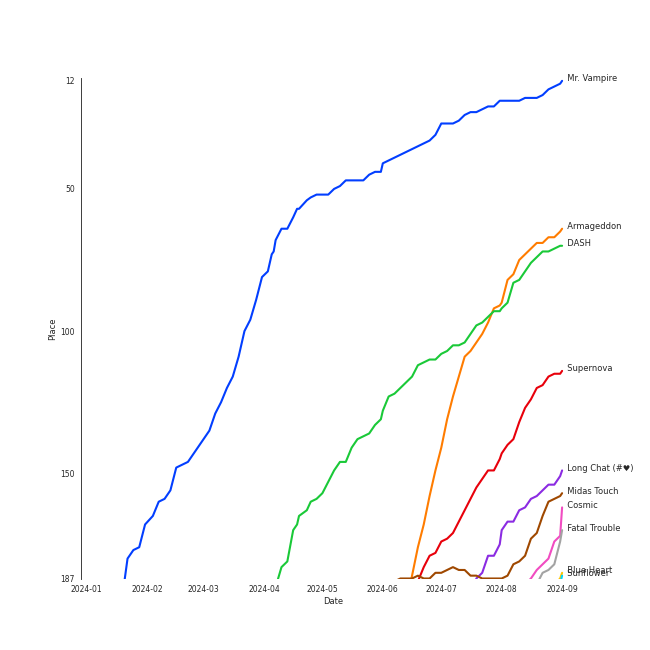 12
Mr. Vampire
50
Armageddon
DASH
Place
100
Supernova
150
Long Chat (#♥)
Midas Touch
Cosmic
Fatal Trouble
Blue Heart
Sunflower
187
2024-01 2024-02 2024-03 2024-04 2024-05 2024-06 2024-07 2024-08 2024-09
Date